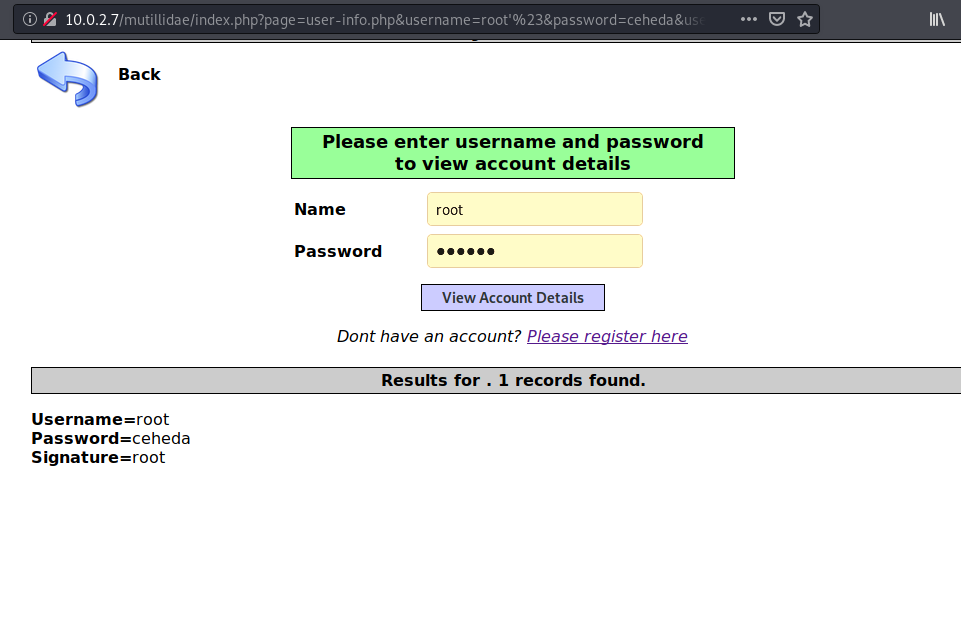 10.0.2.7/mutillidae/index.php?page=user-info.php&username=root'%23&password=ceheda&use
Back
Please enter username and password
to view account details
Name root
Password ●●●●●●
View Account Details
Dont have an account? Please register here
Results for . 1 records found.
Username=root
Password=ceheda
Signature=root